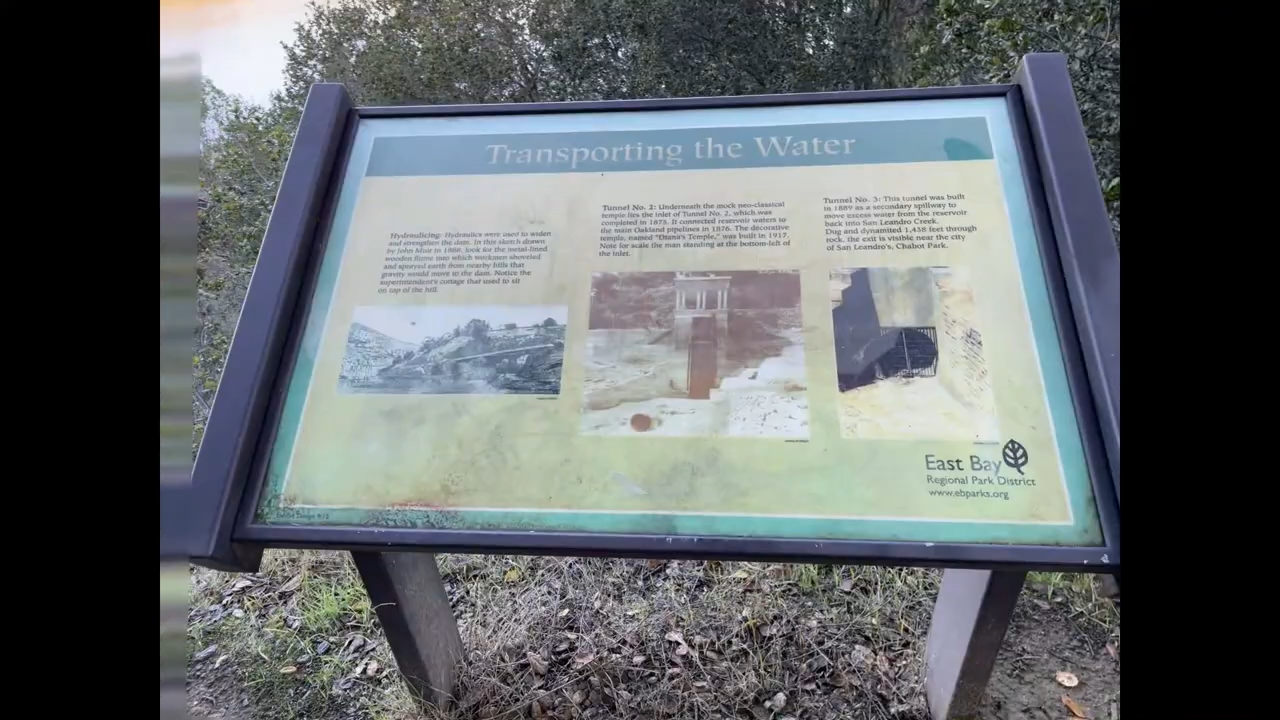 Transporting the Water
Hydraulicing: Hydraulics were used to widen
and strengthen the dam. In this sketch drawn
by John Muir in 1868, look for the metal-lined
wooden flume into which workmen shoveled
and sprayed earth from nearby hills that
gravity would move to the dam. Notice the
superintendent's cottage that used to sit
on top of the hill.
Tunnel No. 2: Underneath the mock neo-classical
temple lies the inlet of Tunnel No. 2, which was
completed in 1873. It connected reservoir waters to
the main Oakland pipelines in 1876. The decorative
temple, named "Diana's Temple," was built in 1917.
Note for scale the man standing at the bottom-left of
the inlet.
Tunnel No. 3: This tunnel was built
in 1889 as a secondary spillway to
move excess water from the reservoir
back into San Leandro Creek.
Dug and dynamited 1,438 feet through
rock, the exit is visible near the city
of San Leandro's, Chabot Park.
East Bay
Regional Park District
www.ebparks.org